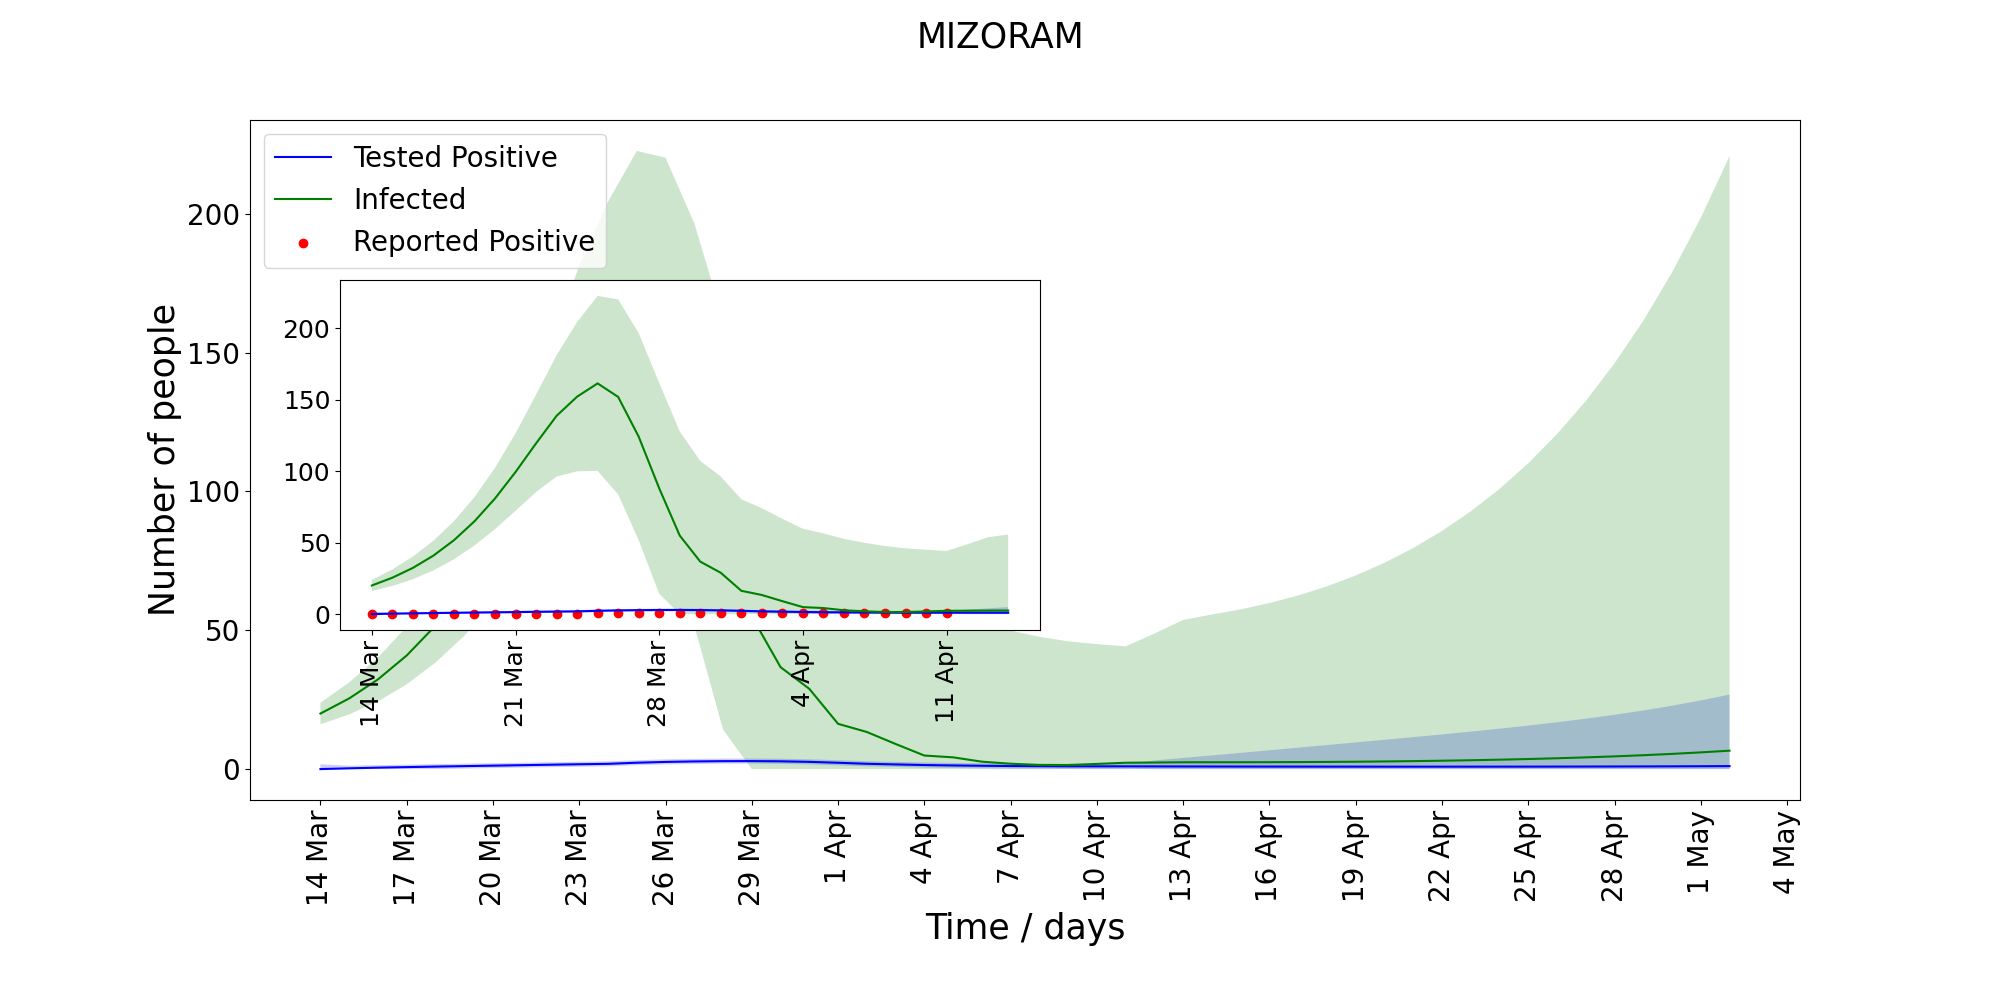 MIZORAM
Tested Positive
Infected
Reported Positive
Number of people
200
150
100
50
0
200
150
100
50
0
14 Mar
21 Mar
28 Mar
4 Apr
11 Apr
14 Mar
17 Mar
20 Mar
23 Mar
26 Mar
29 Mar
1 Apr
4 Apr
7 Apr
10 Apr
13 Apr
16 Apr
19 Apr
22 Apr
25 Apr
28 Apr
1 May
4 May
Time / days